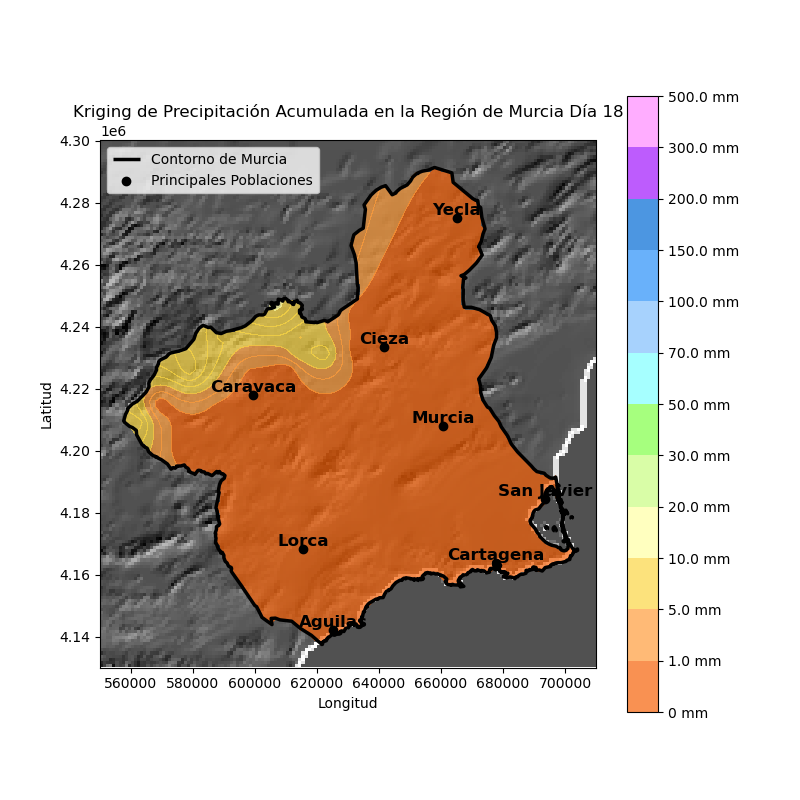 Kriging de Precipitación Acumulada en la Región de Murcia Día 18
1e6
Contorno de Murcia
Principales Poblaciones
4.30
4.28
4.26
4.24
4.22
4.20
4.18
4.16
4.14
Latitud
Yecla
Cieza
Caravaca
Murcia
San Javier
Lorca
Cartagena
Aguilas
560000 580000 600000 620000 640000 660000 680000 700000
Longitud
500.0 mm
300.0 mm
200.0 mm
150.0 mm
100.0 mm
70.0 mm
50.0 mm
30.0 mm
20.0 mm
10.0 mm
5.0 mm
1.0 mm
0 mm